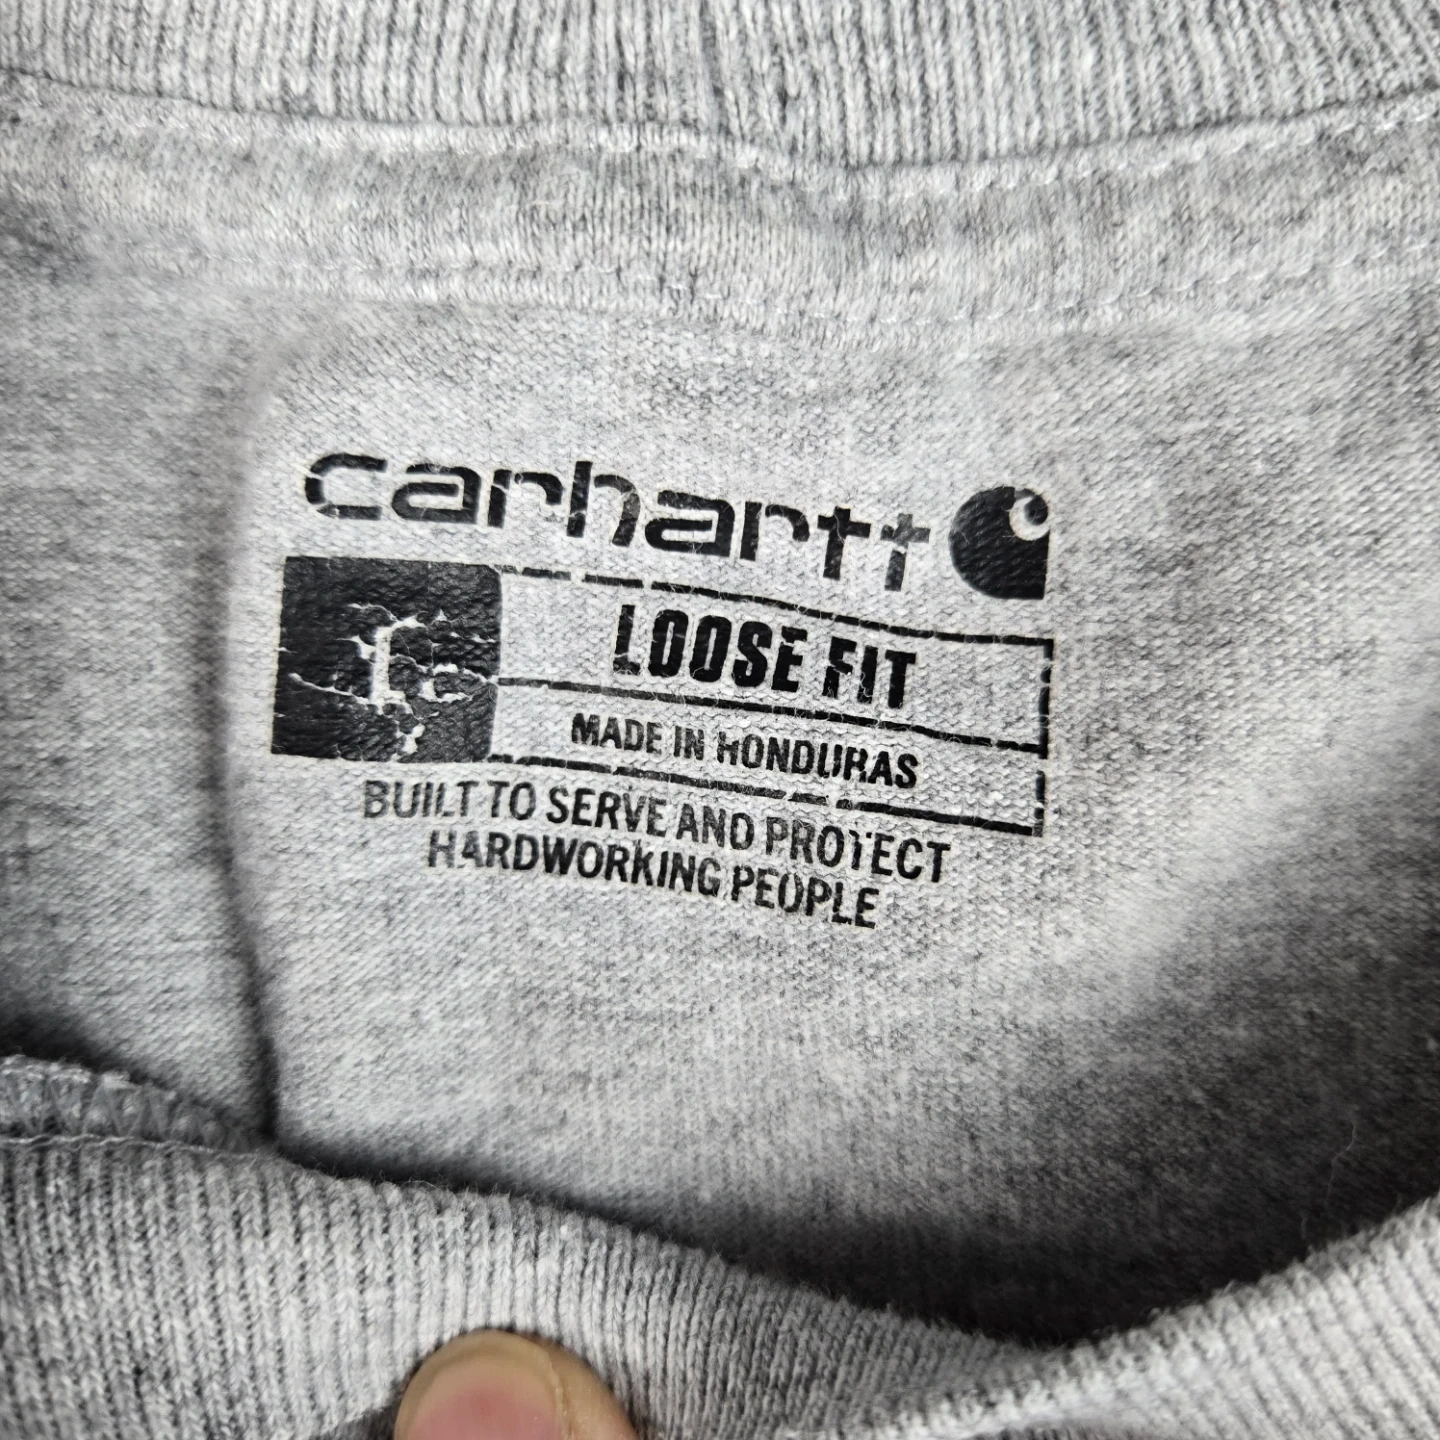 carhartt
LOOSE FIT
MADE IN HONDURAS
BUILT TO SERVE AND PROTECT
HARDWORKING PEOPLE